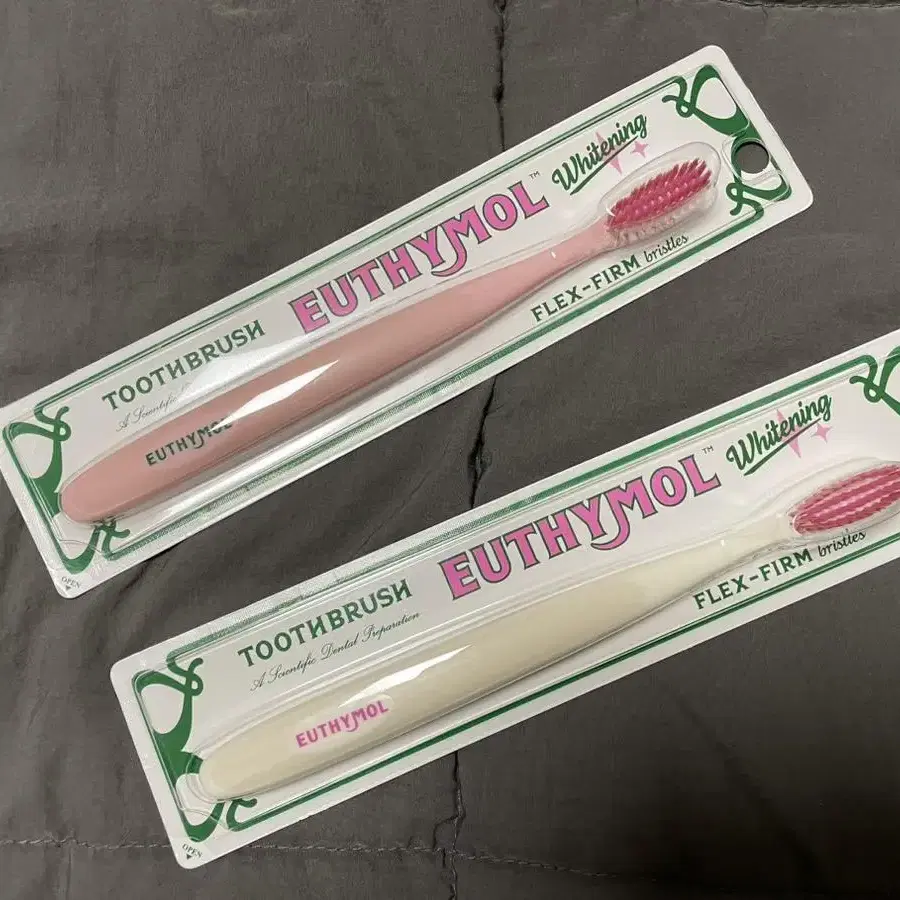 Whitening
EUTHYMOL™
TOOTHBRUSH
A Scientific
FLEX-FIRM bristles
EUTHYMOL
OPEN
Whitening
EUTHYMOL™
TOOTHBRUSH
A Scientific Dental Preparation
FLEX-FIRM bristles
EUTHYMOL
OPEN